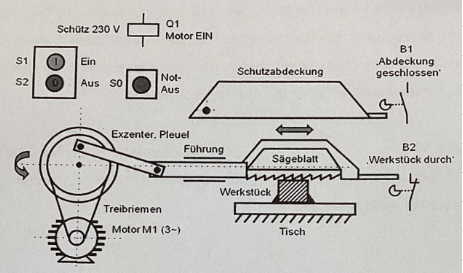 Schütz 230 V
Q1
Motor EIN
S1 I Ein
S2 0 Aus
S0
Not-
Aus
Schutzabdeckung
B1
‚Abdeckung
geschlossen‘
Exzenter, Pleuel
Führung
Sägeblatt
B2
‚Werkstück durch‘
Werkstück
Treibriemen
Motor M1 (3~)
Tisch